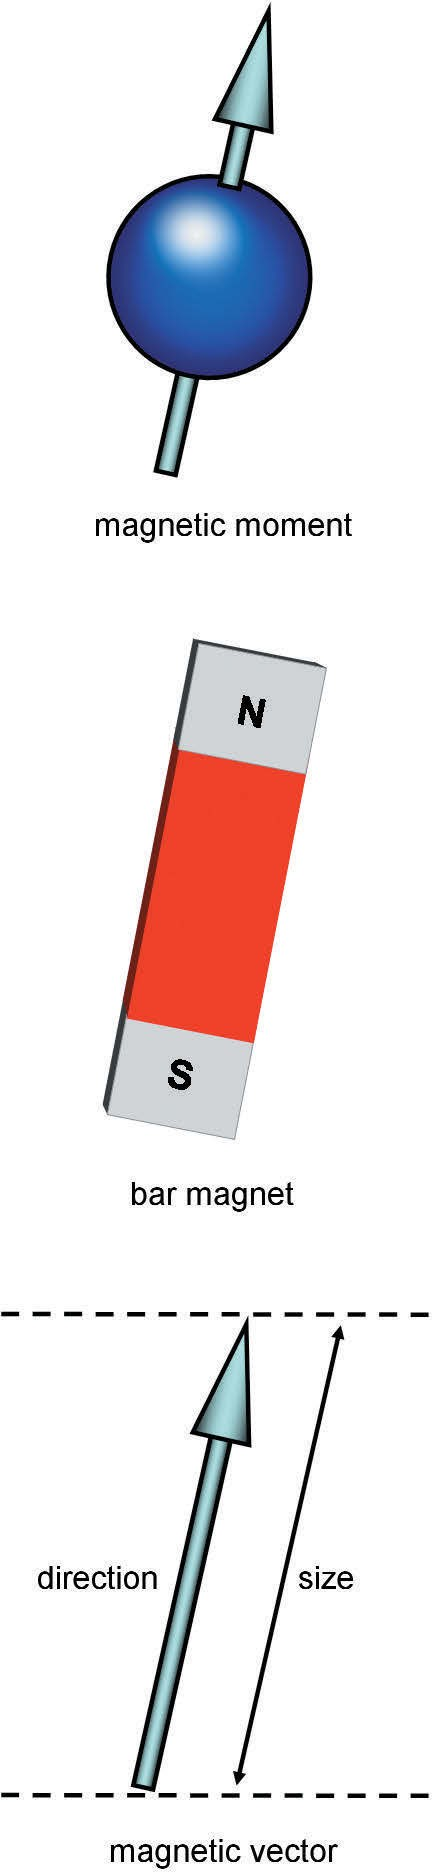 magnetic moment
N
S
bar magnet
direction
size
magnetic vector